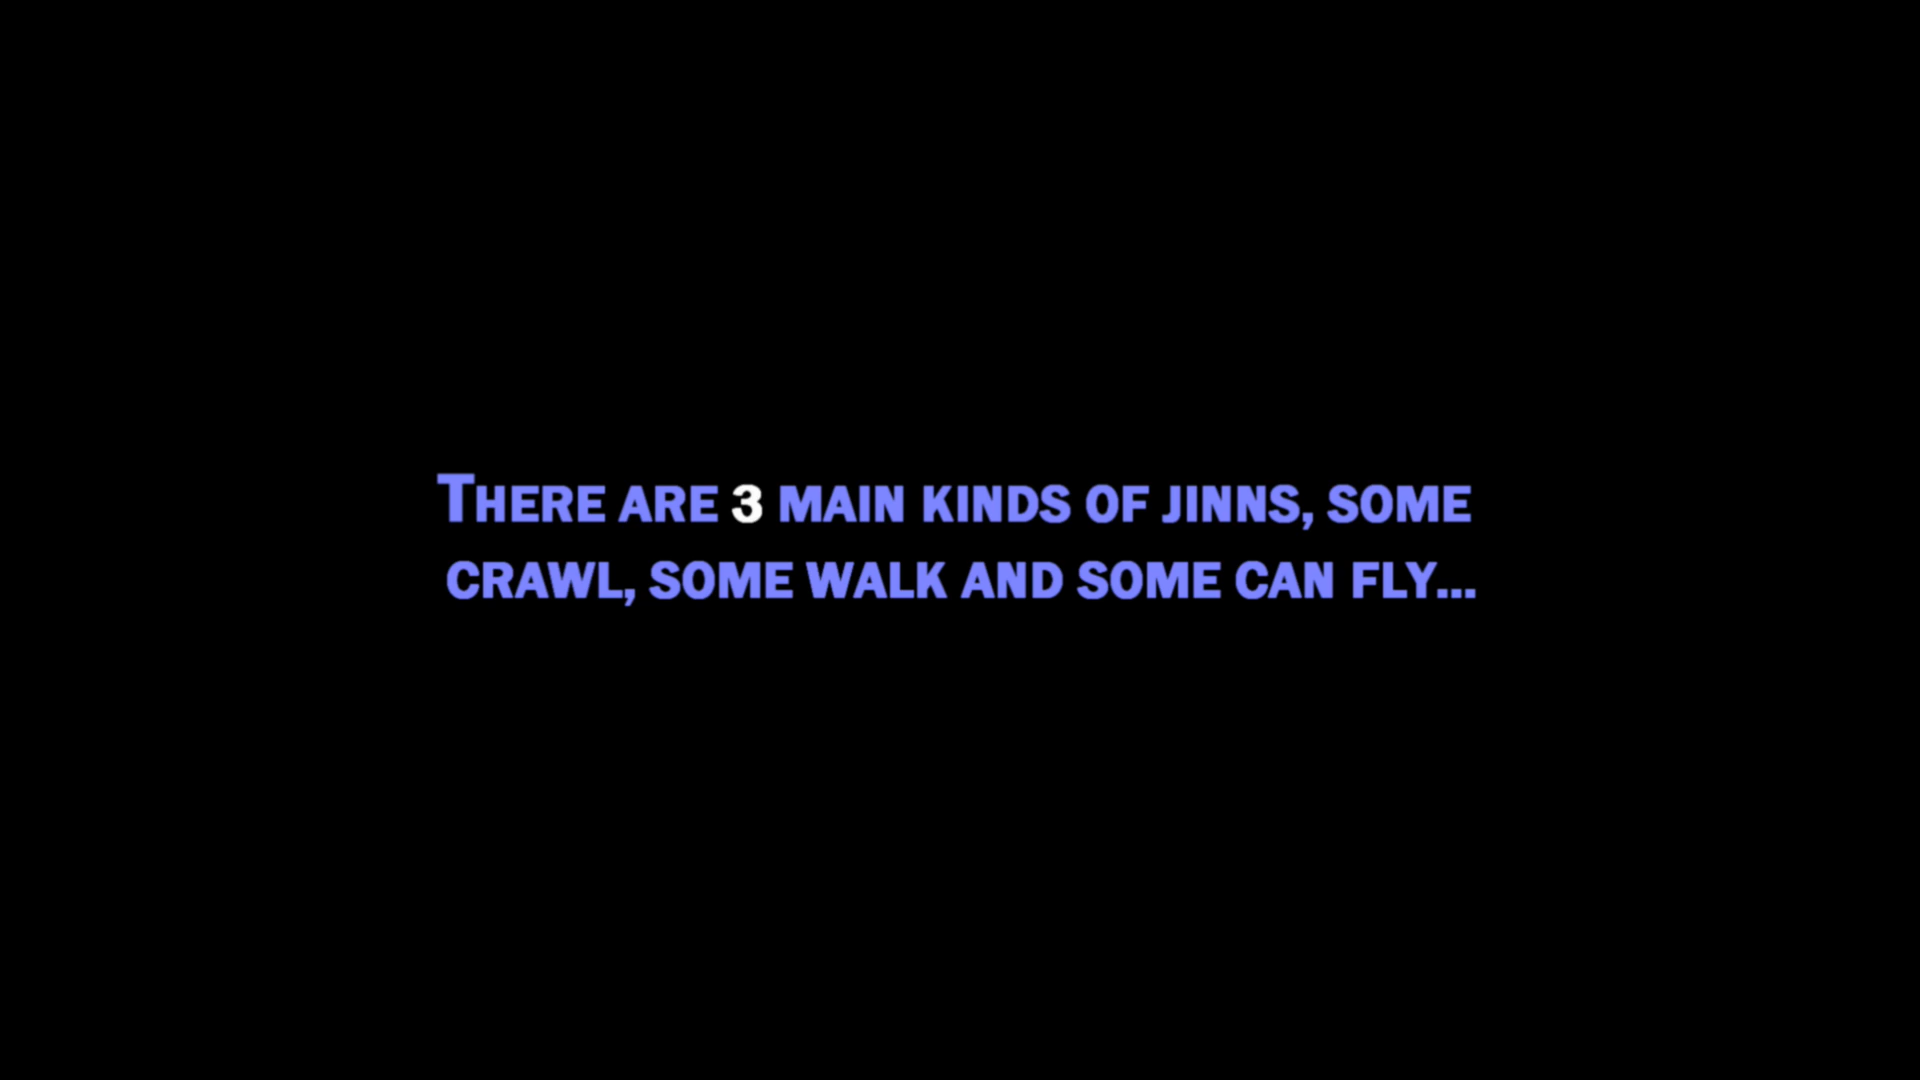 There are 3 main kinds of jinns, some
crawl, some walk and some can fly...